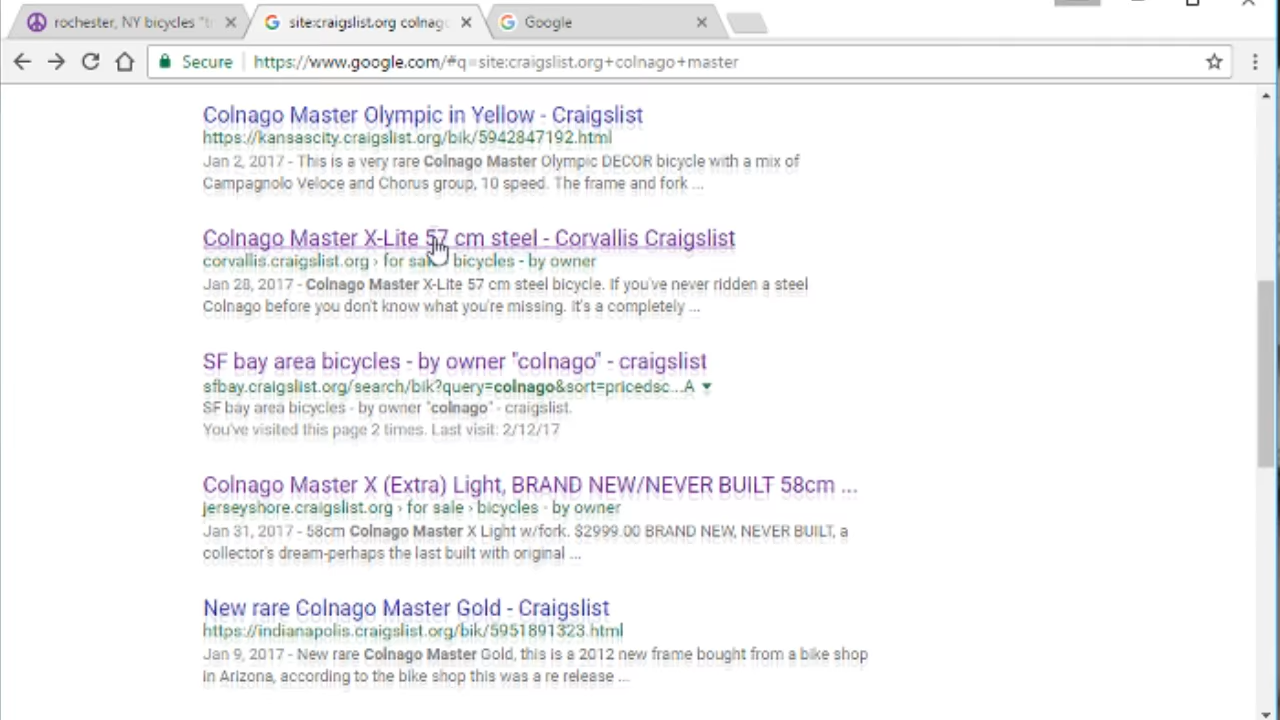 rochester, NY bicycles "tr
site:craigslist.org colnag
Google
Secure
https://www.google.com/#q=site:craigslist.org+colnago+master
Colnago Master Olympic in Yellow - Craigslist
https://kansascity.craigslist.org/bik/5942847192.html
Jan 2, 2017 - This is a very rare Colnago Master Olympic DECOR bicycle with a mix of
Campagnolo Veloce and Chorus group, 10 speed. The frame and fork ...
Colnago Master X-Lite 57 cm steel - Corvallis Craigslist
corvallis.craigslist.org › for sale › bicycles - by owner
Jan 28, 2017 - Colnago Master X-Lite 57 cm steel bicycle. If you've never ridden a steel
Colnago before you don't know what you're missing. It's a completely ...
SF bay area bicycles - by owner "colnago" - craigslist
sfbay.craigslist.org/search/bik?query=colnago&sort=pricedsc...A
SF bay area bicycles - by owner "colnago" - craigslist.
You've visited this page 2 times. Last visit: 2/12/17
Colnago Master X (Extra) Light, BRAND NEW/NEVER BUILT 58cm ...
jerseyshore.craigslist.org › for sale › bicycles - by owner
Jan 31, 2017 - 58cm Colnago Master X Light w/fork. $2999.00 BRAND NEW, NEVER BUILT, a
collector's dream-perhaps the last built with original ...
New rare Colnago Master Gold - Craigslist
https://indianapolis.craigslist.org/bik/5951891323.html
Jan 9, 2017 - New rare Colnago Master Gold, this is a 2012 new frame bought from a bike shop
in Arizona, according to the bike shop this was a re release ...